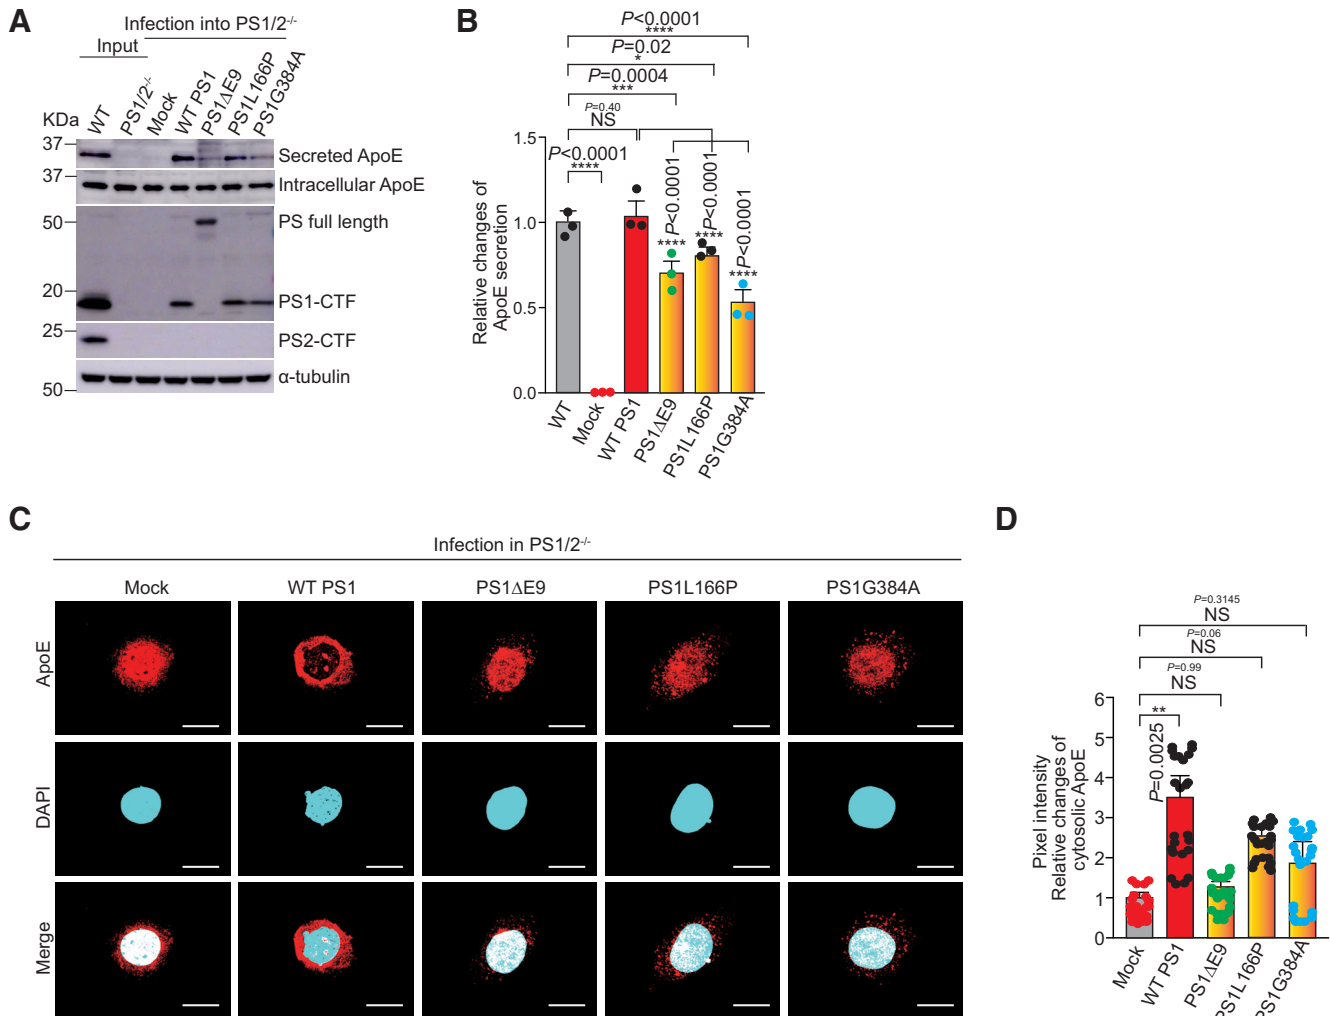 A
Infection into PS1/2-/-
Input
KDa
WT
PS1/2-/-
Mock
WT PS1
PS1ΔE9
PS1L166P
PS1G384A
37
Secreted ApoE
37
Intracellular ApoE
50
PS full length
20
PS1-CTF
25
PS2-CTF
α-tubulin
50
B
P<0.0001
****
P=0.02
*
P=0.0004
***
P=0.40
NS
P<0.0001
****
P<0.0001
****
P<0.0001
****
P<0.0001
****
Relative changes of
ApoE secretion
1.5
1.0
0.5
0.0
WT
Mock
WT PS1
PS1ΔE9
PS1L166P
PS1G384A
C
Infection in PS1/2-/-
Mock
WT PS1
PS1ΔE9
PS1L166P
PS1G384A
ApoE
DAPI
Merge
D
P=0.3145
NS
P=0.06
NS
P=0.99
NS
**
P=0.0025
Pixel intensity
Relative changes of
cytosolic ApoE
6
5
4
3
2
1
0
Mock
WT PS1
PS1ΔE9
PS1L166P
PS1G384A